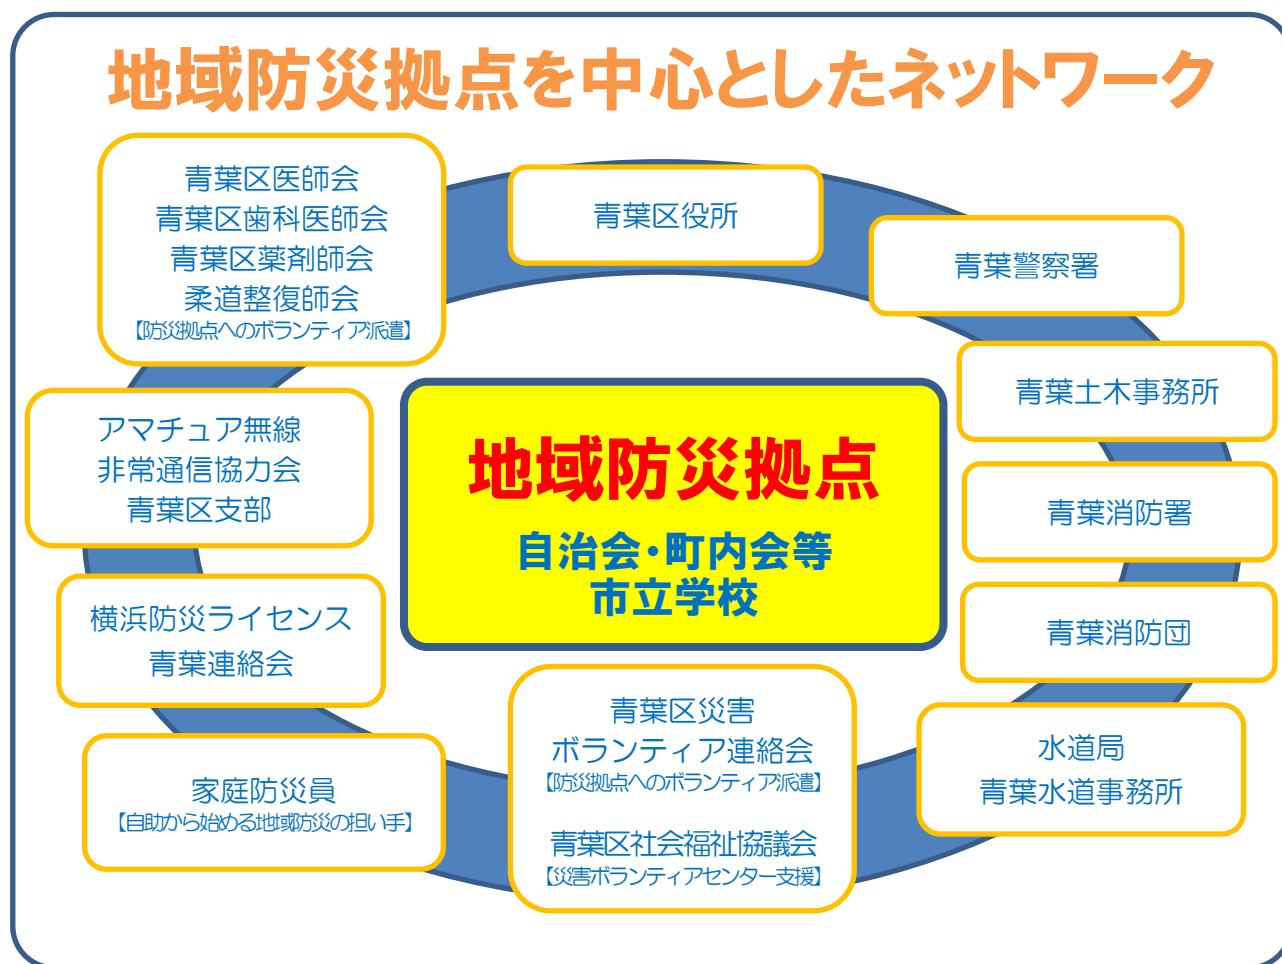 地域防災拠点を中心としたネットワーク
青葉区医師会
青葉区歯科医師会
青葉区薬剤師会
柔道整復師会
【防災拠点へのボランティア派遣】
青葉区役所
青葉警察署
青葉土木事務所
青葉消防署
青葉消防団
水道局
青葉水道事務所
青葉区災害
ボランティア連絡会
【防災拠点へのボランティア派遣】
青葉区社会福祉協議会
【災害ボランティアセンター支援】
家庭防災員
【自助から始める地域防災の担い手】
横浜防災ライセンス
青葉連絡会
アマチュア無線
非常通信協力会
青葉区支部
地域防災拠点
自治会・町内会等
市立学校